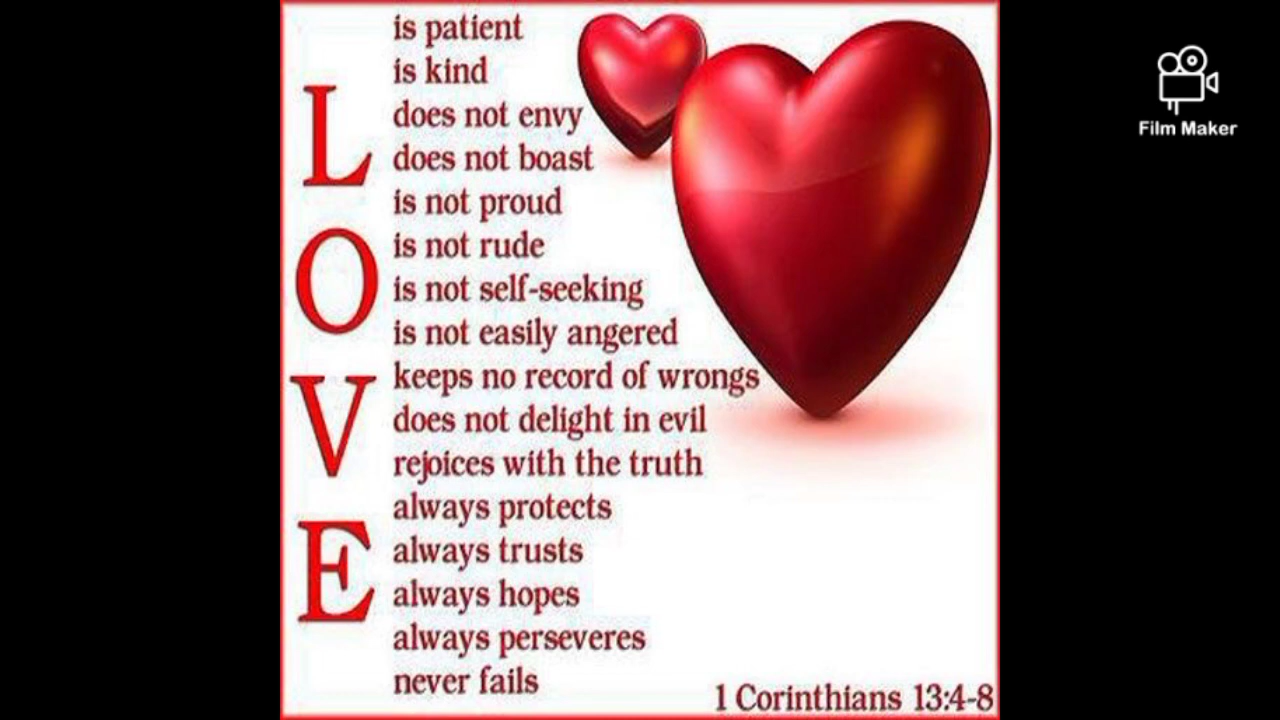 LOVE
is patient
is kind
does not envy
does not boast
is not proud
is not rude
is not self-seeking
is not easily angered
keeps no record of wrongs
does not delight in evil
rejoices with the truth
always protects
always trusts
always hopes
always perseveres
never fails
1 Corinthians 13:4-8
Film Maker